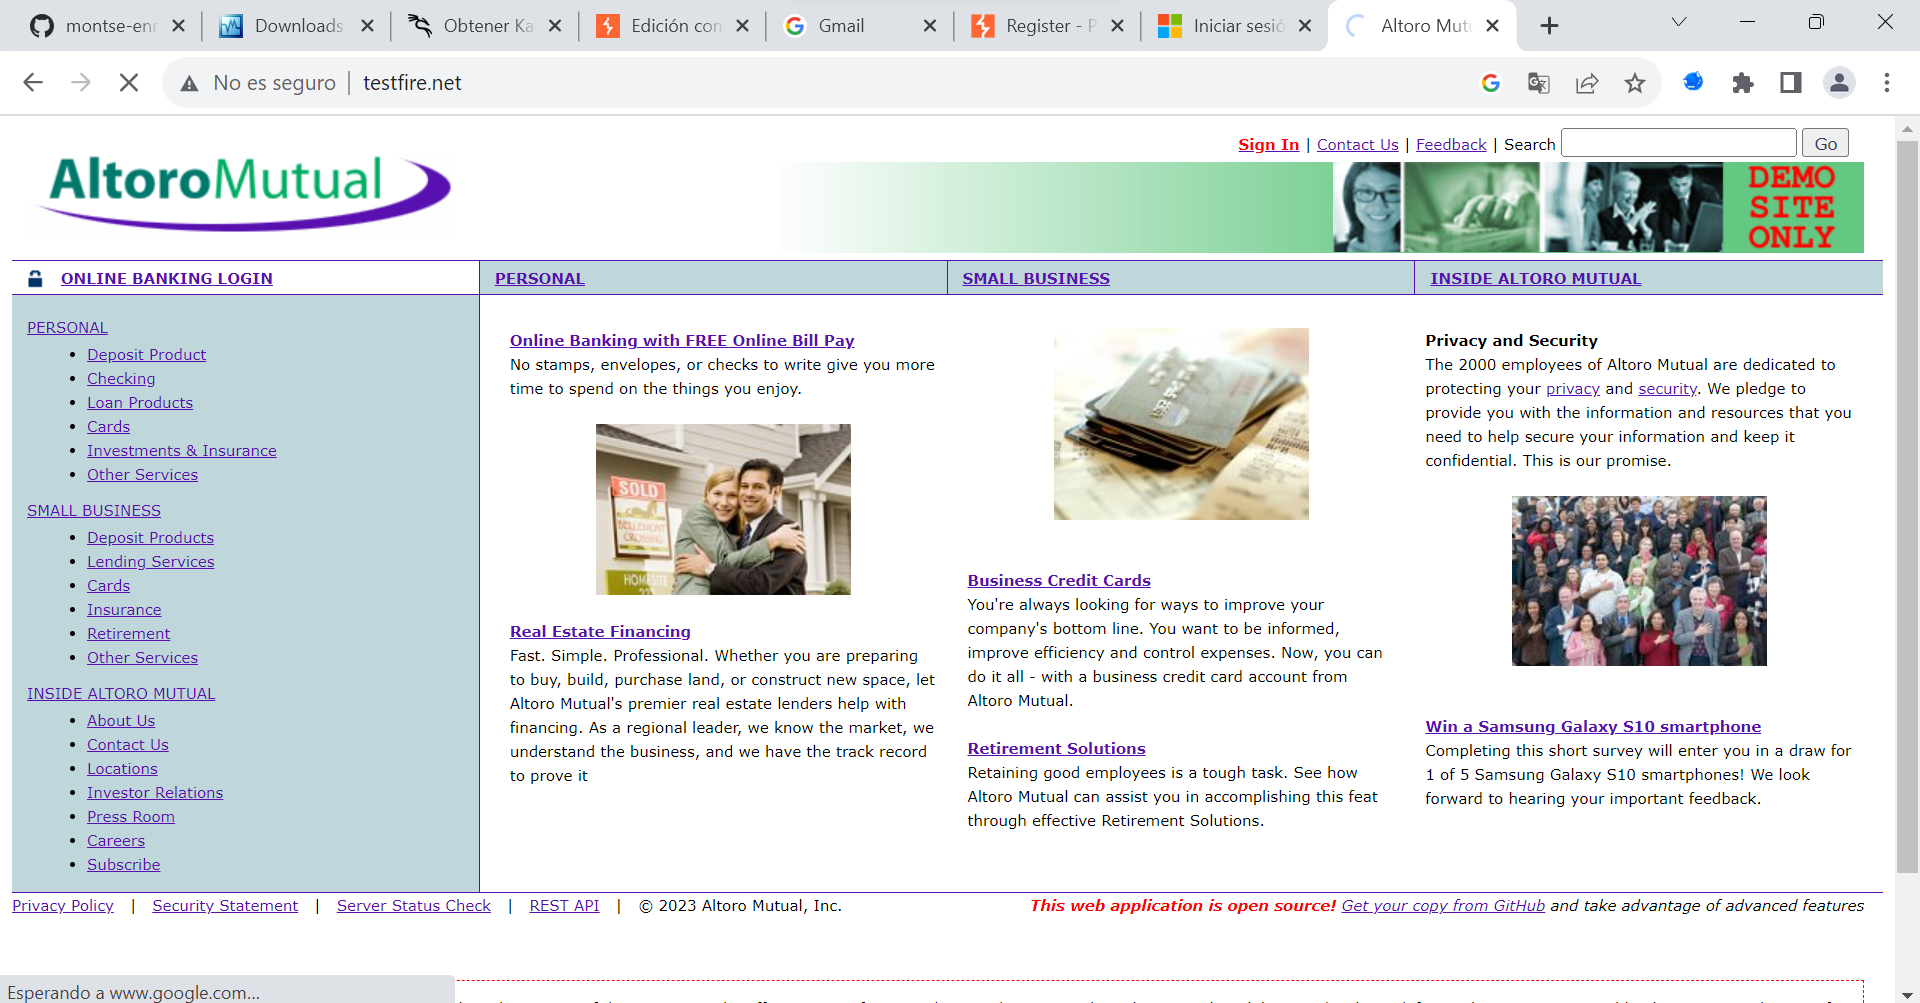 montse-enr
Downloads
Obtener Ka
Edición con
Gmail
Register - P
Iniciar sesió
Altoro Mutu
No es seguro | testfire.net
Sign In | Contact Us | Feedback | Search Go
AltoroMutual
DEMO
SITE
ONLY
ONLINE BANKING LOGIN
PERSONAL
SMALL BUSINESS
INSIDE ALTORO MUTUAL
PERSONAL
Deposit Product
Checking
Loan Products
Cards
Investments & Insurance
Other Services
SMALL BUSINESS
Deposit Products
Lending Services
Cards
Insurance
Retirement
Other Services
INSIDE ALTORO MUTUAL
About Us
Contact Us
Locations
Investor Relations
Press Room
Careers
Subscribe
Online Banking with FREE Online Bill Pay
No stamps, envelopes, or checks to write give you more
time to spend on the things you enjoy.
SOLD
BELLEMONT
CROSSING
HOMESITE
Real Estate Financing
Fast. Simple. Professional. Whether you are preparing
to buy, build, purchase land, or construct new space, let
Altoro Mutual's premier real estate lenders help with
financing. As a regional leader, we know the market, we
understand the business, and we have the track record
to prove it
Business Credit Cards
You're always looking for ways to improve your
company's bottom line. You want to be informed,
improve efficiency and control expenses. Now, you can
do it all - with a business credit card account from
Altoro Mutual.
Retirement Solutions
Retaining good employees is a tough task. See how
Altoro Mutual can assist you in accomplishing this feat
through effective Retirement Solutions.
Privacy and Security
The 2000 employees of Altoro Mutual are dedicated to
protecting your privacy and security. We pledge to
provide you with the information and resources that you
need to help secure your information and keep it
confidential. This is our promise.
Win a Samsung Galaxy S10 smartphone
Completing this short survey will enter you in a draw for
1 of 5 Samsung Galaxy S10 smartphones! We look
forward to hearing your important feedback.
Privacy Policy | Security Statement | Server Status Check | REST API | © 2023 Altoro Mutual, Inc.
This web application is open source! Get your copy from GitHub and take advantage of advanced features
Esperando a www.google.com...